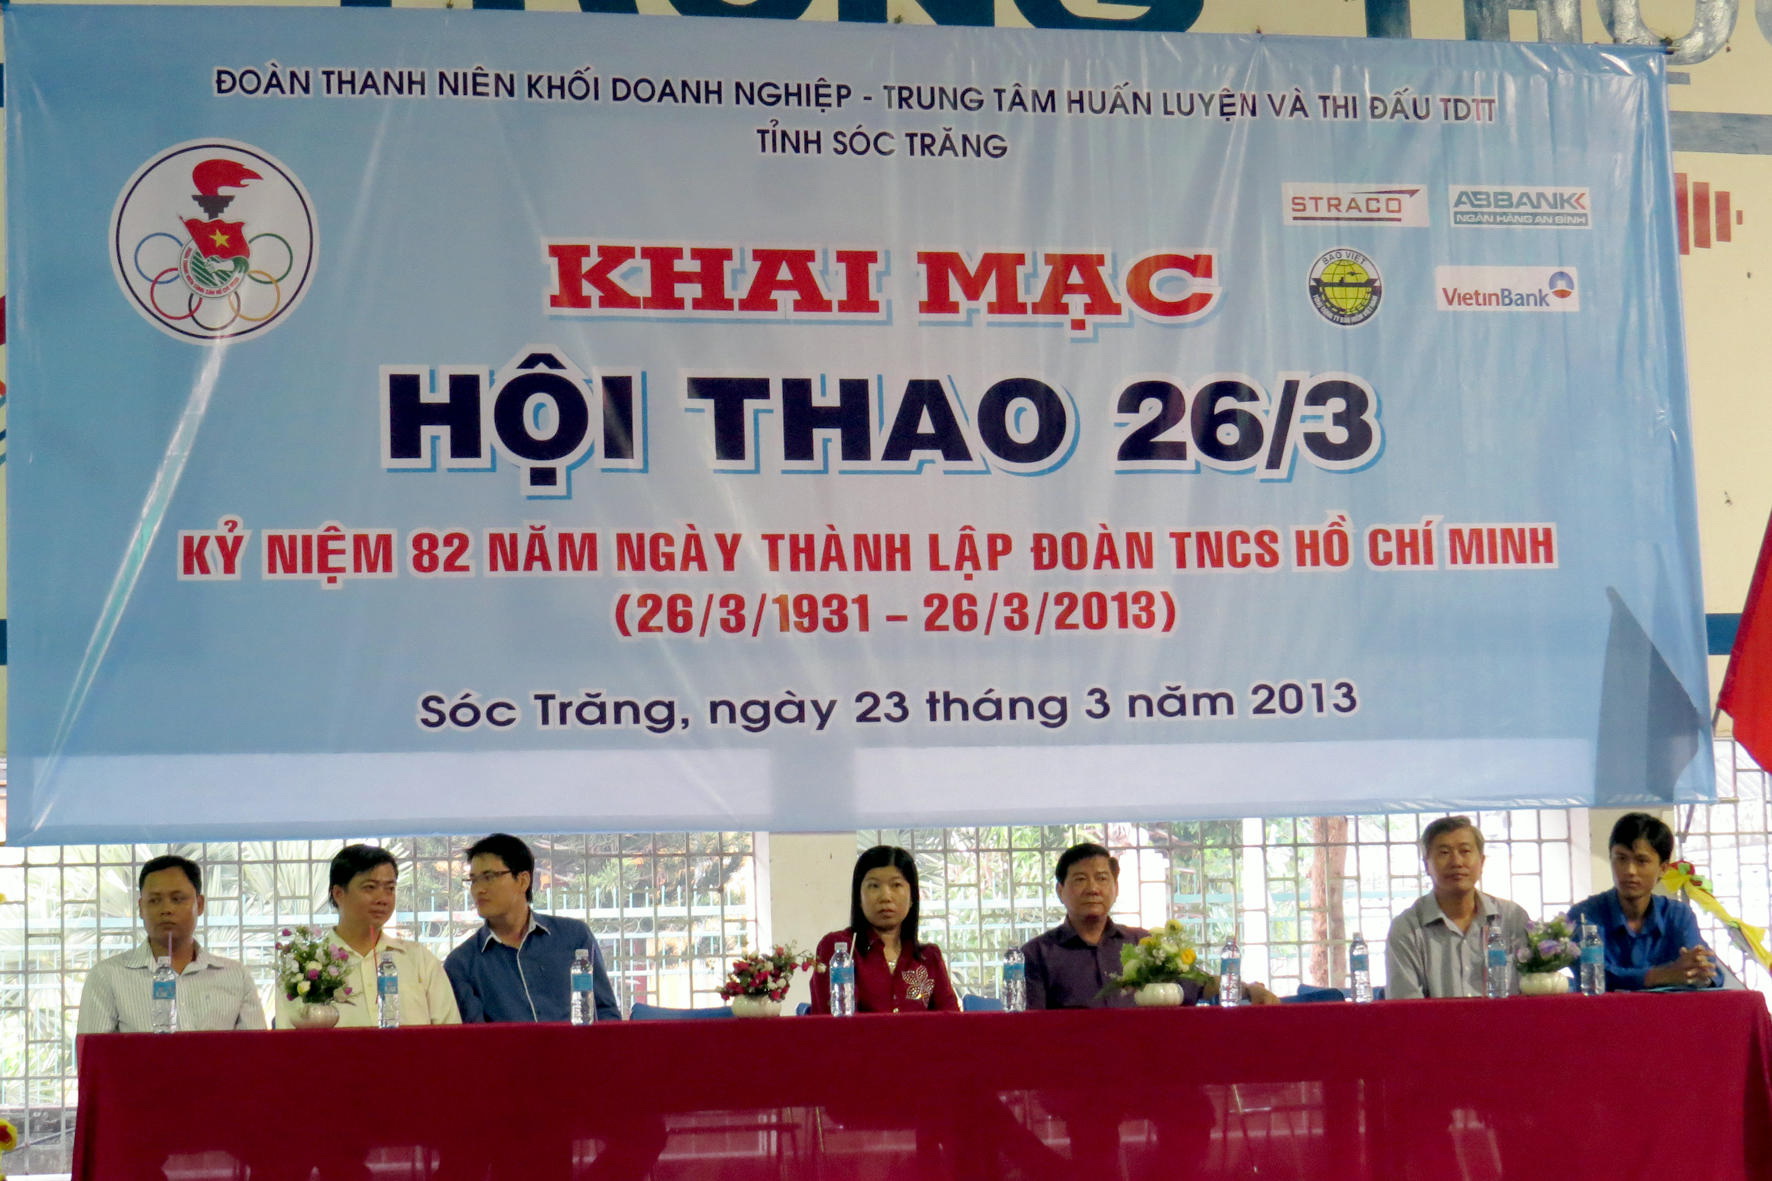 ĐOÀN THANH NIÊN KHỐI DOANH NGHIỆP - TRUNG TÂM HUẤN LUYỆN VÀ THI ĐẤU TDTT
TỈNH SÓC TRĂNG
STRACO
ABBANK
NGÂN HÀNG AN BÌNH
KHAI MẠC
BẢO VIỆT
VietinBank
HỘI THAO 26/3
KỶ NIỆM 82 NĂM NGÀY THÀNH LẬP ĐOÀN TNCS HỒ CHÍ MINH
(26/3/1931 - 26/3/2013)
Sóc Trăng, ngày 23 tháng 3 năm 2013